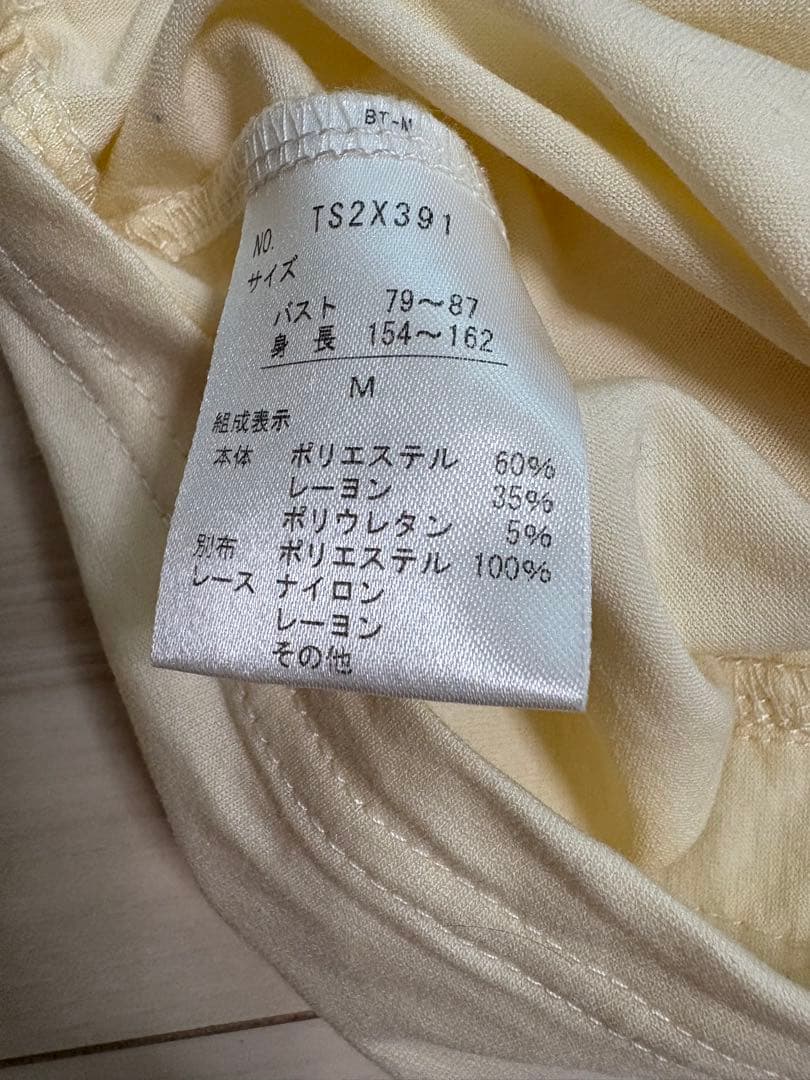 BT-M
NO. TS2X391
サイズ
バスト 79〜87
身長 154〜162
M
組成表示
本体 ポリエステル 60%
レーヨン 35%
ポリウレタン 5%
別布 ポリエステル 100%
レース ナイロン
レーヨン
その他